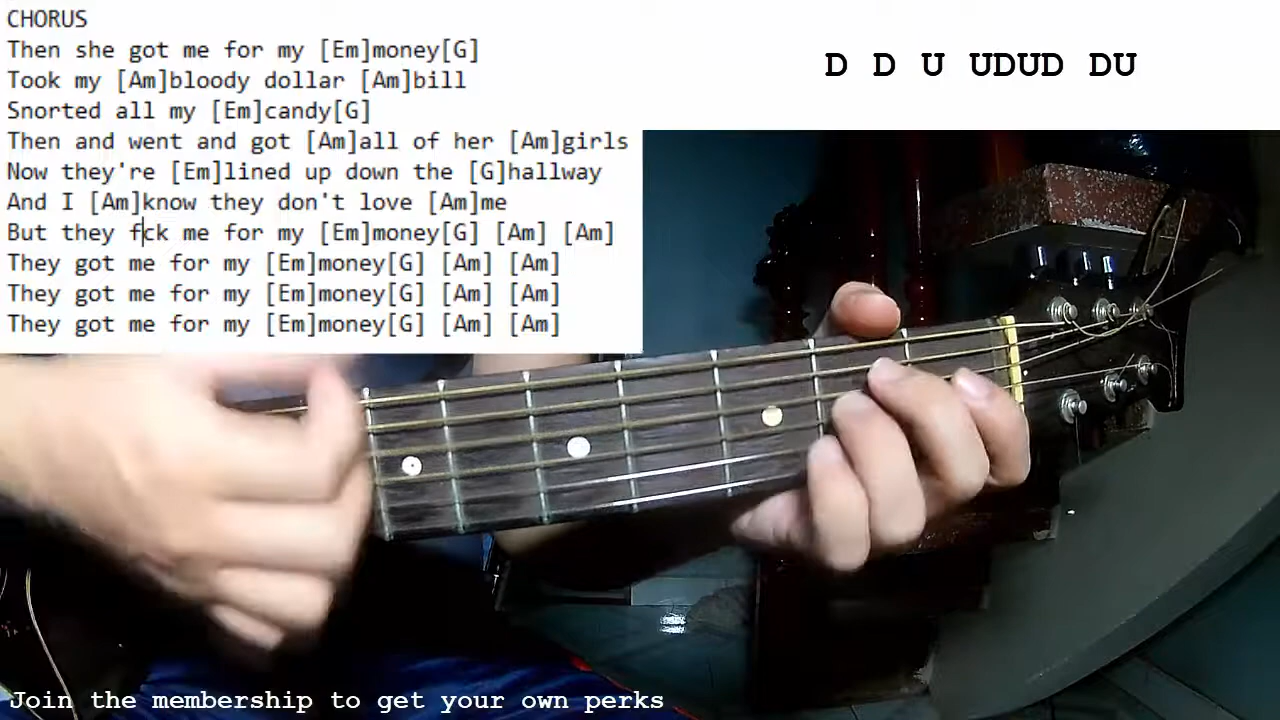 CHORUS
Then she got me for my [Em]money[G]
Took my [Am]bloody dollar [Am]bill
Snorted all my [Em]candy[G]
Then and went and got [Am]all of her [Am]girls
Now they're [Em]lined up down the [G]hallway
And I [Am]know they don't love [Am]me
But they fck me for my [Em]money[G] [Am] [Am]
They got me for my [Em]money[G] [Am] [Am]
They got me for my [Em]money[G] [Am] [Am]
They got me for my [Em]money[G] [Am] [Am]
D D U UDUD DU
Join the membership to get your own perks